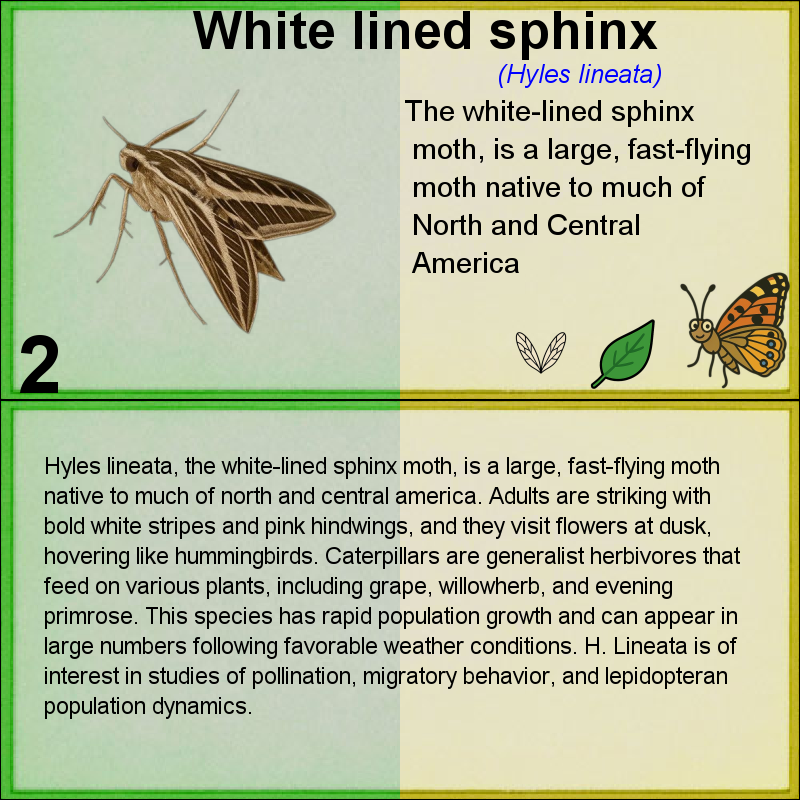 White lined sphinx
(Hyles lineata)
The white-lined sphinx
moth, is a large, fast-flying
moth native to much of
North and Central
America
2
Hyles lineata, the white-lined sphinx moth, is a large, fast-flying moth
native to much of north and central america. Adults are striking with
bold white stripes and pink hindwings, and they visit flowers at dusk,
hovering like hummingbirds. Caterpillars are generalist herbivores that
feed on various plants, including grape, willowherb, and evening
primrose. This species has rapid population growth and can appear in
large numbers following favorable weather conditions. H. Lineata is of
interest in studies of pollination, migratory behavior, and lepidopteran
population dynamics.